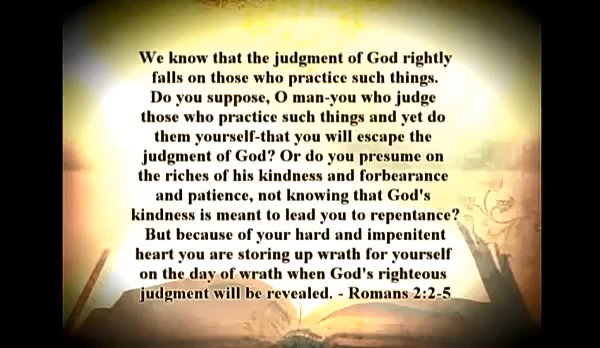 We know that the judgment of God rightly
falls on those who practice such things.
Do you suppose, O man-you who judge
those who practice such things and yet do
them yourself-that you will escape the
judgment of God? Or do you presume on
the riches of his kindness and forbearance
and patience, not knowing that God's
kindness is meant to lead you to repentance?
But because of your hard and impenitent
heart you are storing up wrath for yourself
on the day of wrath when God's righteous
judgment will be revealed. - Romans 2:2-5